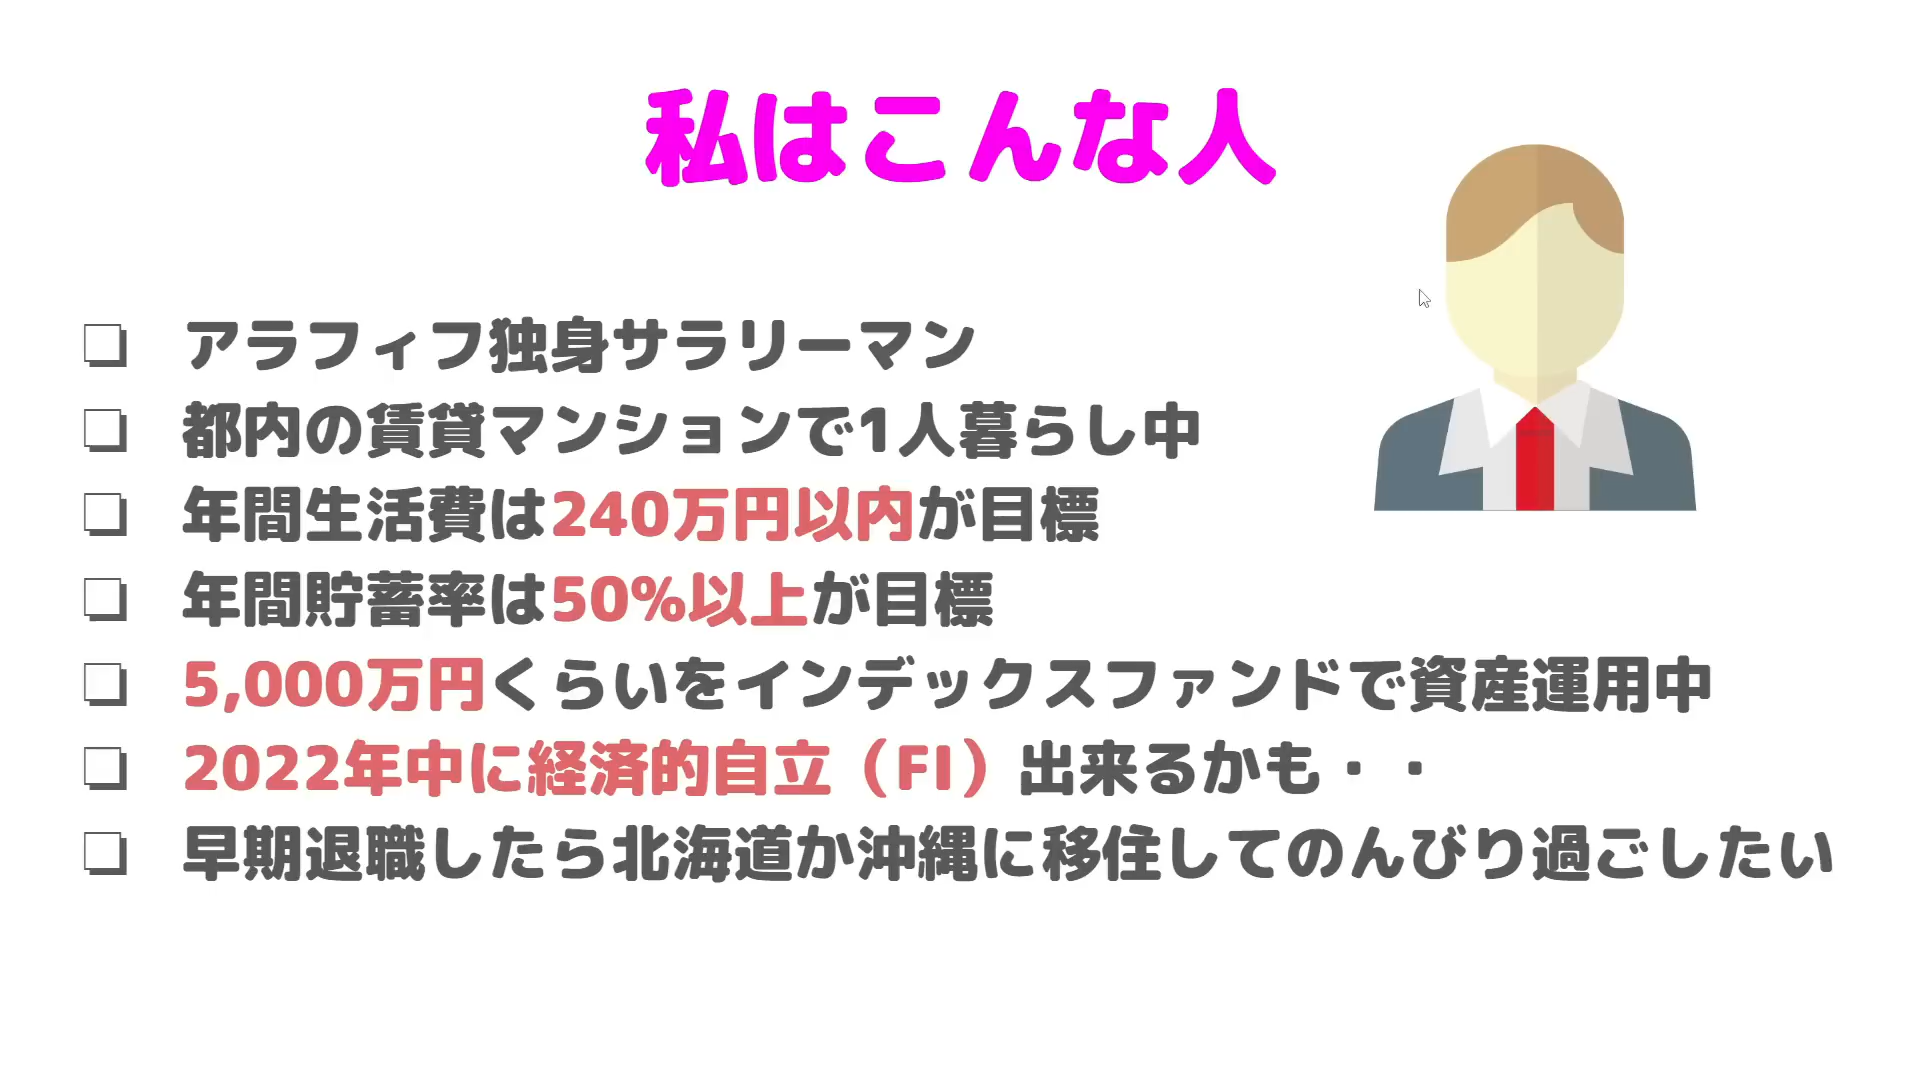 私はこんな人
❏ アラフィフ独身サラリーマン
❏ 都内の賃貸マンションで1人暮らし中
❏ 年間生活費は240万円以内が目標
❏ 年間貯蓄率は50%以上が目標
❏ 5,000万円くらいをインデックスファンドで資産運用中
❏ 2022年中に経済的自立（FI）出来るかも・・
❏ 早期退職したら北海道か沖縄に移住してのんびり過ごしたい